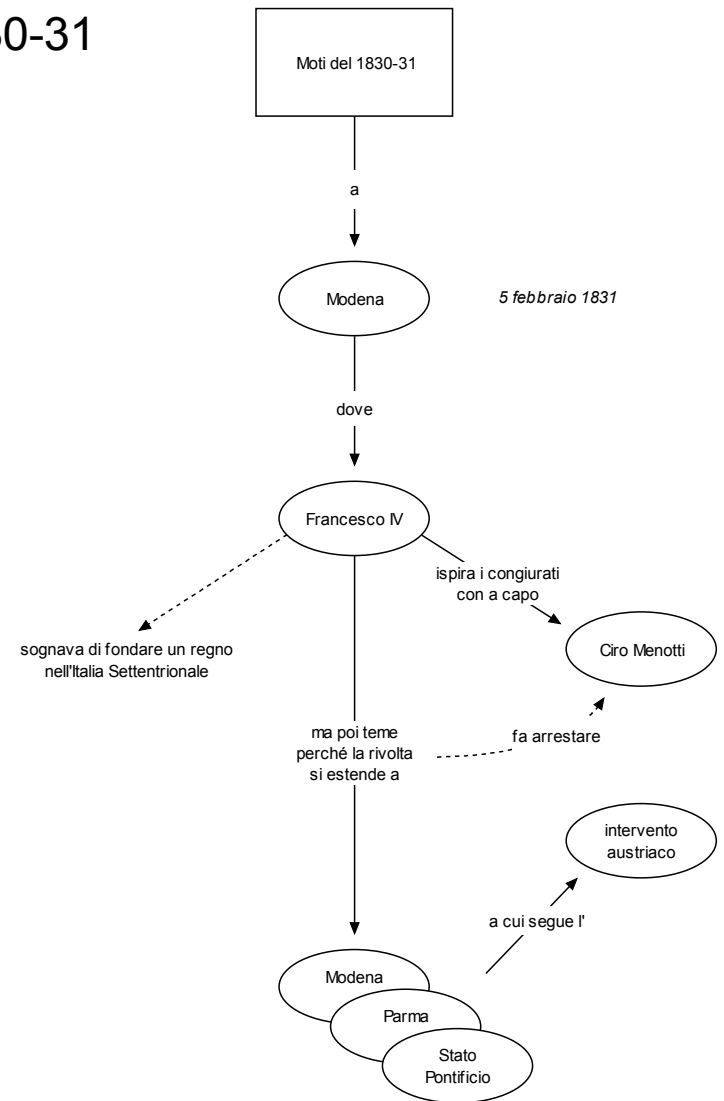 0-31
Moti del 1830-31
a
Modena
5 febbraio 1831
dove
Francesco IV
ispira i congiurati
con a capo
sognava di fondare un regno
nell'Italia Settentrionale
Ciro Menotti
ma poi teme
perché la rivolta
si estende a
fa arrestare
intervento
austriaco
a cui segue l'
Modena
Parma
Stato
Pontificio